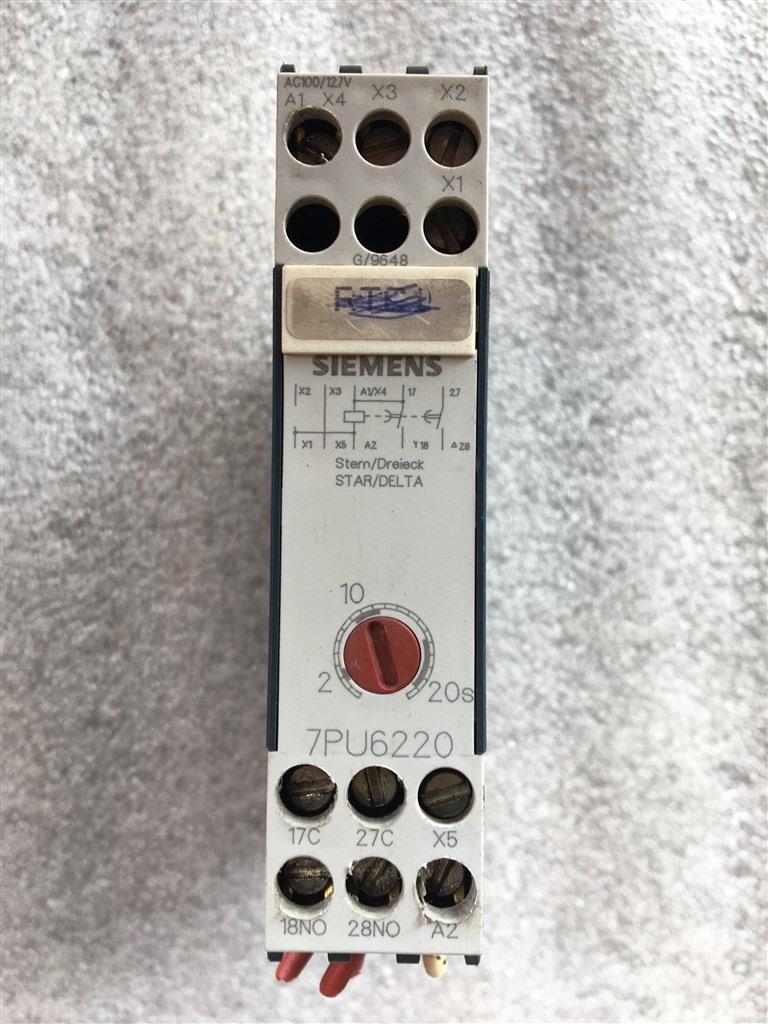 AC100/127V
A1 X4 X3 X2
X1
G/9648
SIEMENS
X2 X3 A1/X4 17 27
X1 X5 A2 Y18 △28
Stern/Dreieck
STAR/DELTA
10
2 20s
7PU6220
17C 27C X5
18NO 28NO A2